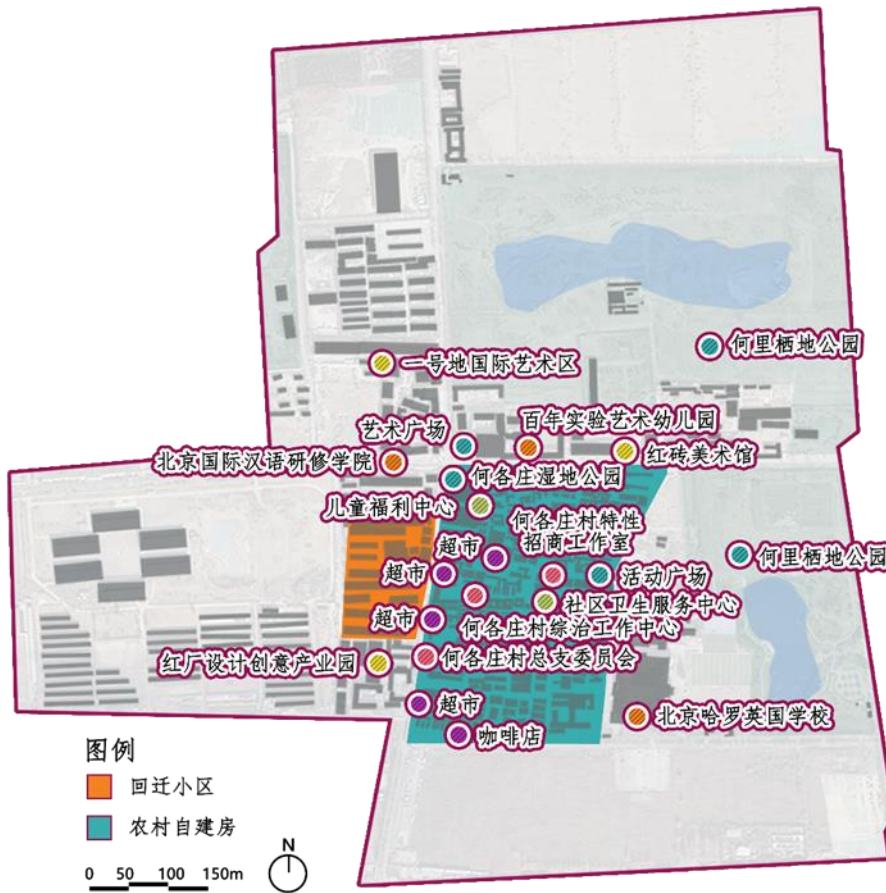 何里栖地公园
一号地国际艺术区
百年实验艺术幼儿园
艺术广场
红砖美术馆
北京国际汉语研修学院
何各庄湿地公园
儿童福利中心
何各庄村特性
招商工作室
超市
何里栖地公园
超市
活动广场
社区卫生服务中心
超市
何各庄村综治工作中心
何各庄村总支委员会
红厂设计创意产业园
超市
北京哈罗英国学校
咖啡店
图例
回迁小区
农村自建房
N
0 50 100 150m